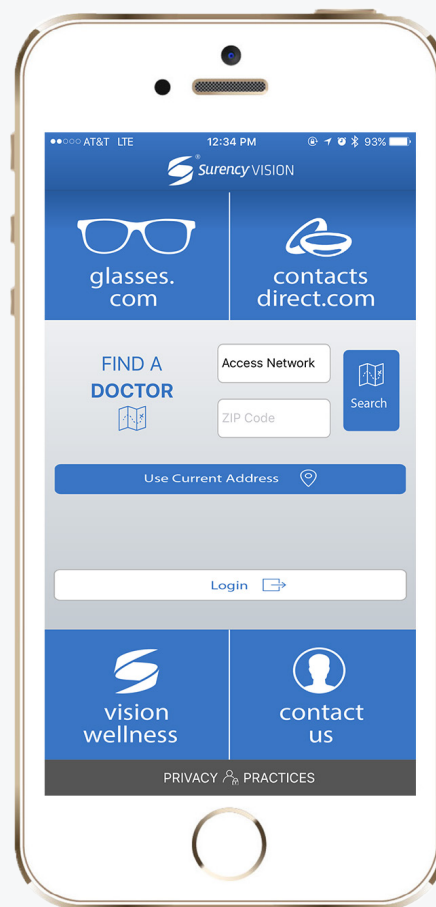 AT&T LTE 12:34 PM 93%
Surency VISION®
glasses.
com
contacts
direct.com
FIND A
DOCTOR
Access Network
ZIP Code
Search
Use Current Address
Login
vision
wellness
contact
us
PRIVACY PRACTICES